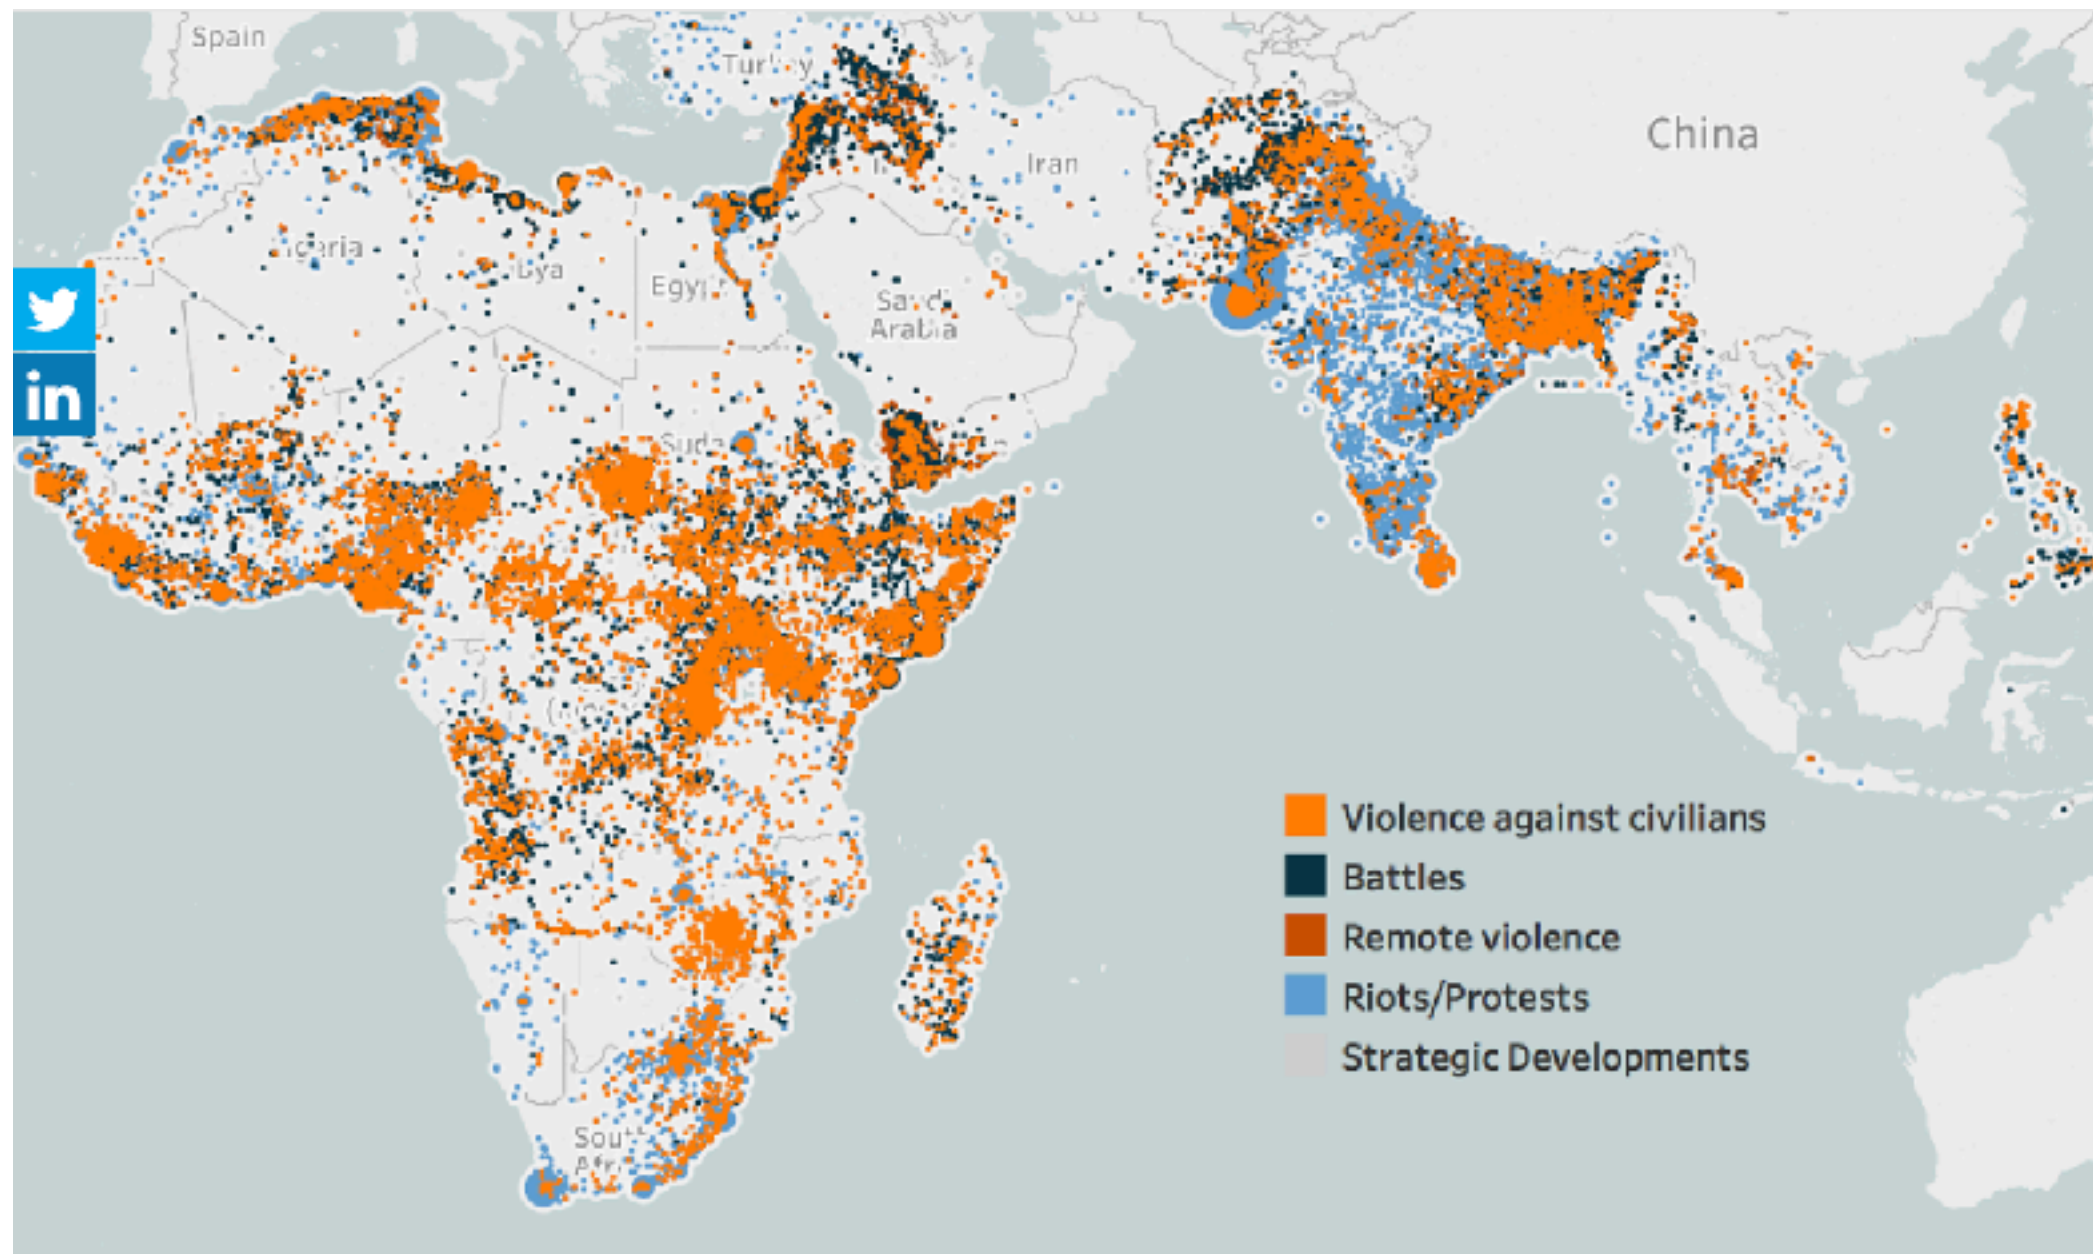 Spain
China
Iran
Saudi
Arabia
in
Violence against civilians
Battles
Remote violence
Riots/Protests
Strategic Developments